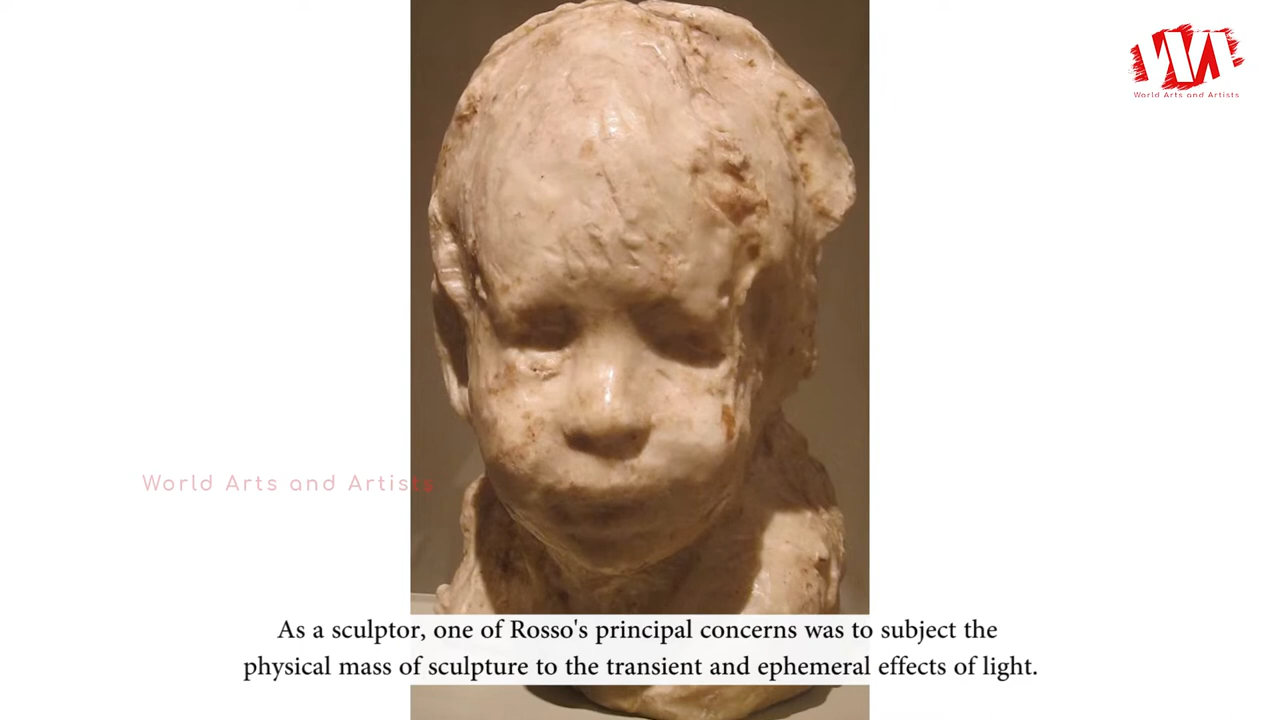 World Arts and Artists
World Arts and Artists
As a sculptor, one of Rosso's principal concerns was to subject the
physical mass of sculpture to the transient and ephemeral effects of light.